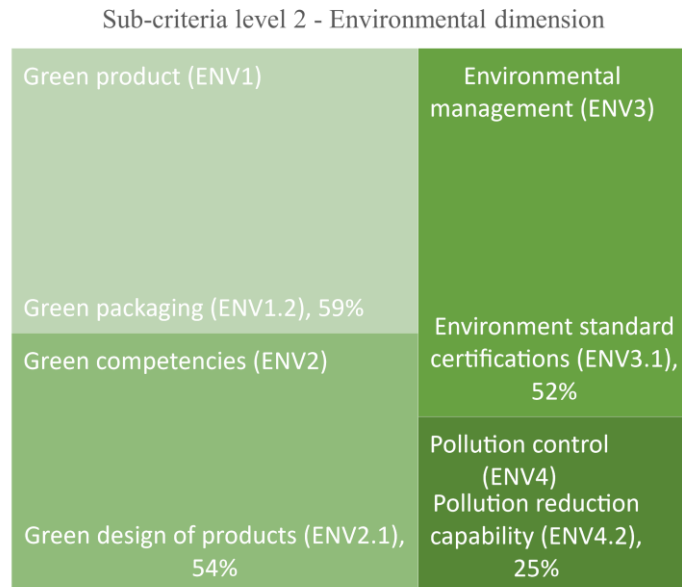 Sub-criteria level 2 - Environmental dimension
Green product (ENV1)
Green packaging (ENV1.2), 59%
Green competencies (ENV2)
Green design of products (ENV2.1),
54%
Environmental
management (ENV3)
Environment standard
certifications (ENV3.1),
52%
Pollution control
(ENV4)
Pollution reduction
capability (ENV4.2),
25%